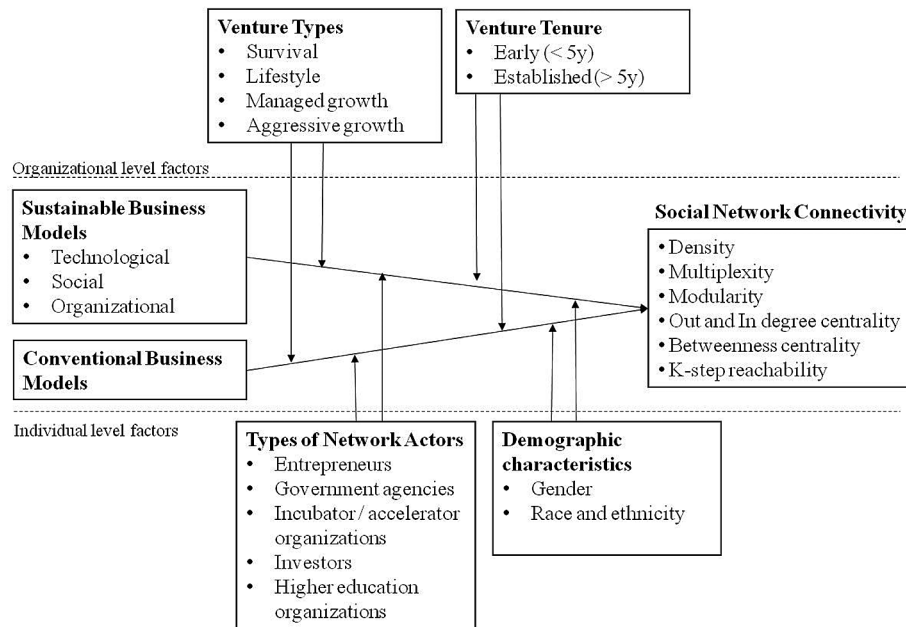 Venture Types
• Survival
• Lifestyle
• Managed growth
• Aggressive growth
Venture Tenure
• Early (< 5y)
• Established (> 5y)
Organizational level factors
Sustainable Business
Models
• Technological
• Social
• Organizational
Conventional Business
Models
Social Network Connectivity
• Density
• Multiplexity
• Modularity
• Out and In degree centrality
• Betweenness centrality
• K-step reachability
Individual level factors
Types of Network Actors
• Entrepreneurs
• Government agencies
• Incubator / accelerator
organizations
• Investors
• Higher education
organizations
Demographic
characteristics
• Gender
• Race and ethnicity